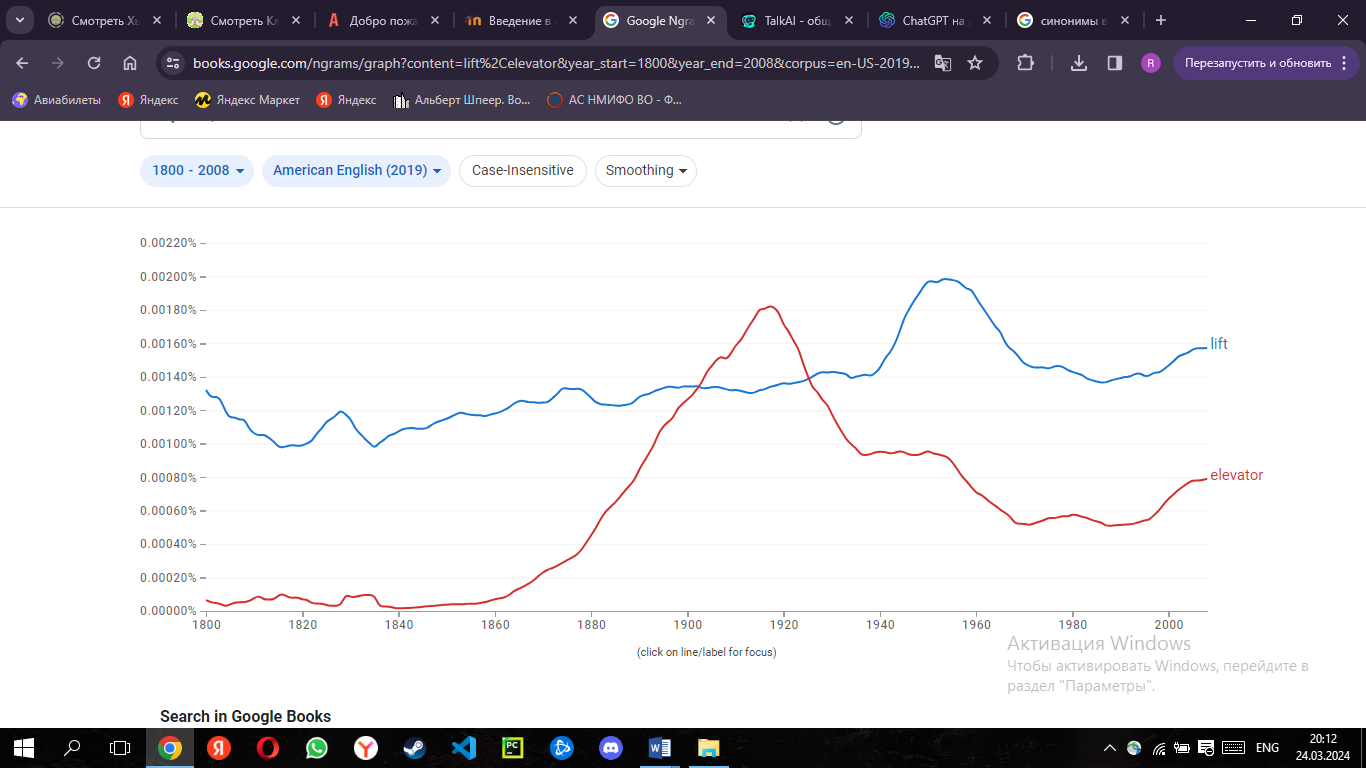 Смотреть Хь
Смотреть Кл
Добро пожа
Введение в
Google Ngra
TalkAI - общ
ChatGPT на
синонимы в
books.google.com/ngrams/graph?content=lift%2Celevator&year_start=1800&year_end=2008&corpus=en-US-2019...
R
Перезапустить и обновить
Авиабилеты
Яндекс
Яндекс Маркет
Яндекс
Альберт Шпеер. Во...
АС НМИФО ВО - Ф...
1800 - 2008
American English (2019)
Case-Insensitive
Smoothing
0.00220%
0.00200%
0.00180%
0.00160%
0.00140%
0.00120%
0.00100%
0.00080%
0.00060%
0.00040%
0.00020%
0.00000%
lift
elevator
1800 1820 1840 1860 1880 1900 1920 1940 1960 1980 2000
(click on line/label for focus)
Активация Windows
Чтобы активировать Windows, перейдите в
раздел "Параметры".
Search in Google Books
ENG
20:12
24.03.2024